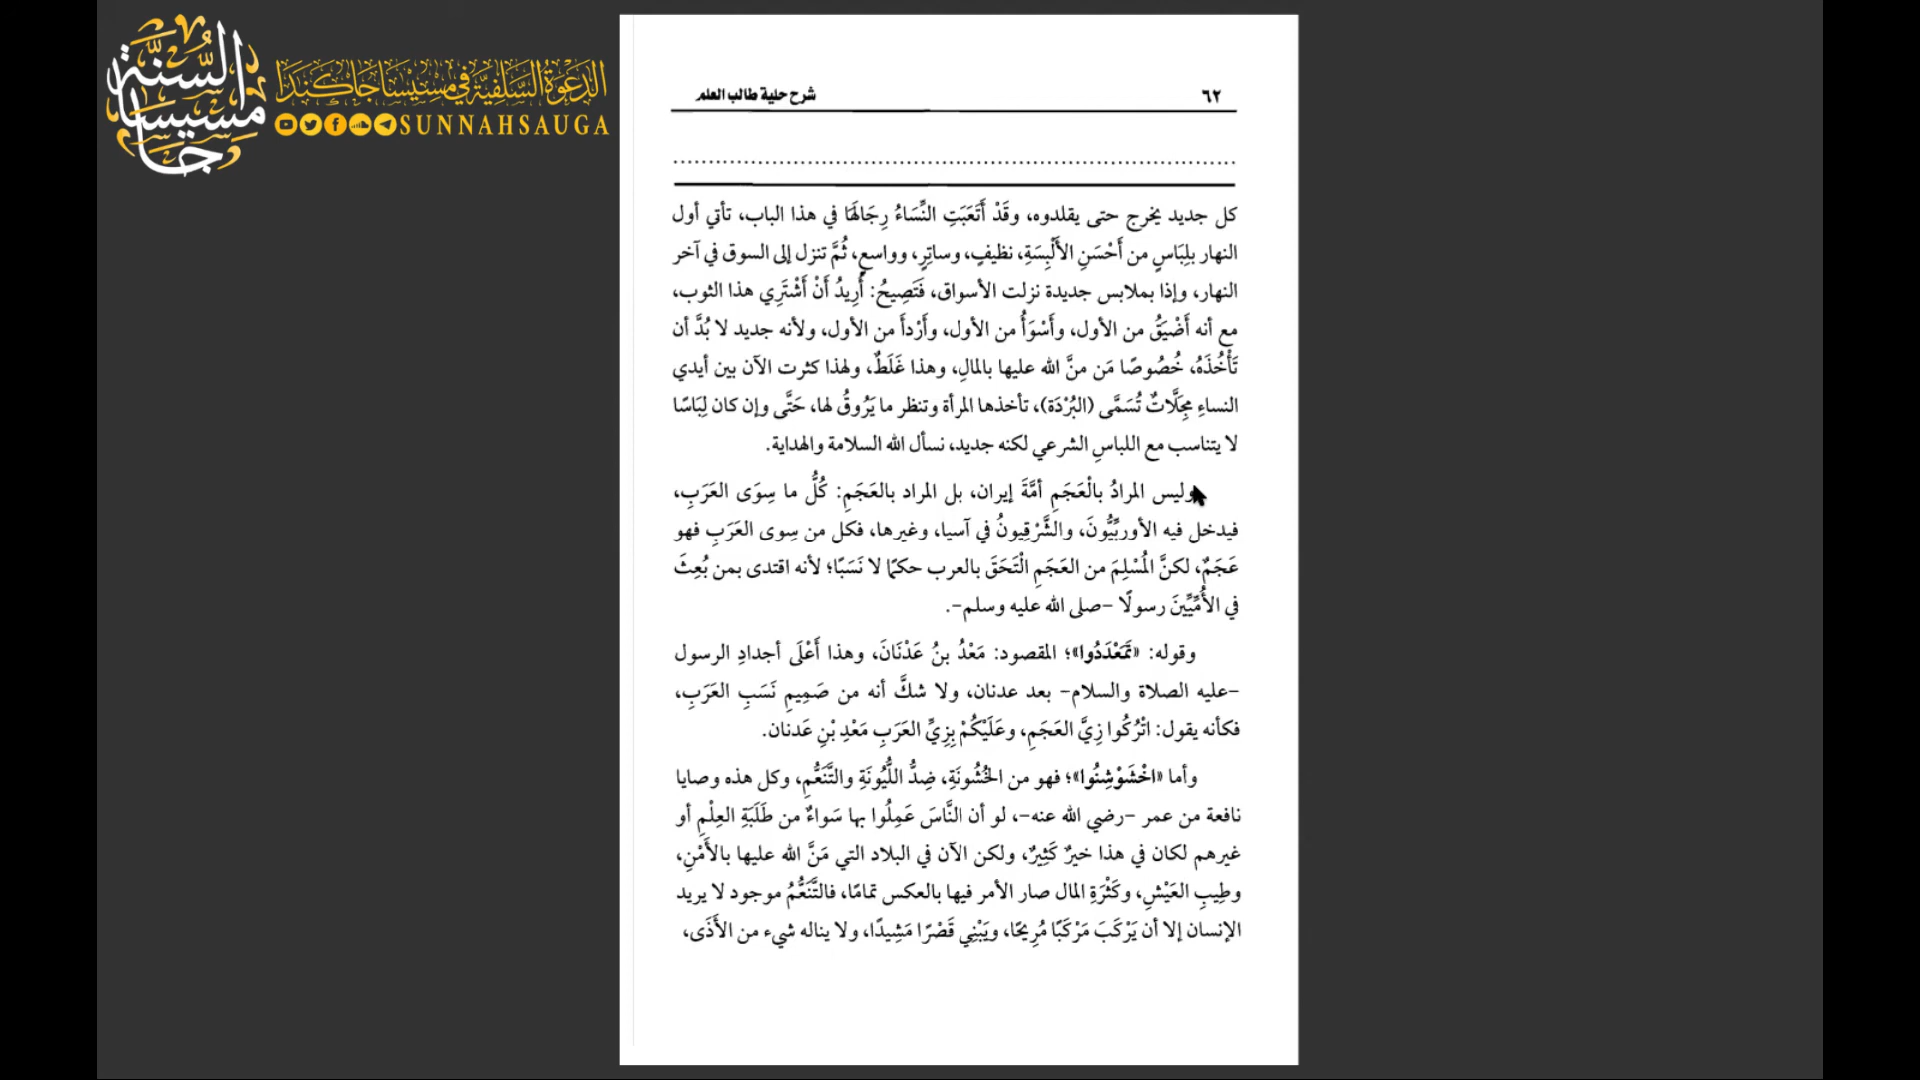 السنة
جامع
مسيساجا
الدعوة السلفية في مسيساجا كندا
SUNNAHSAUGA
٦٢
شرح حلية طالب العلم
كل جديد يخرج حتى يقلدوه، وقَدْ أَتَعَبَتِ النِّسَاءُ رِجَالَهَا في هذا الباب، تأتي أول
النهار بلِبَاسٍ من أَحْسَنِ الأَلْبِسَةِ، نظيفٍ، وساتِرٍ، وواسعٍ، ثُمَّ تنزل إلى السوق في آخر
النهار، وإذا بملابس جديدة نزلت الأسواق، فَتَصِيحُ: أُرِيدُ أَنْ أَشْتَرِي هذا الثوب،
مع أنه أَضْيَقُ من الأول، وأَسْوَأُ من الأول، وأَرْدأَ من الأول، ولأنه جديد لا بُدَّ أن
تَأْخُذَهُ، خُصُوصًا مَن منَّ الله عليها بالمالِ، وهذا غَلَطٌ، ولهذا كثرت الآن بين أيدي
النساءِ مِجَلَّاتٌ تُسَمَّى (البُرْدَة)، تأخذها المرأة وتنظر ما يَرُوقُ لها، حَتَّى وإن كان لِبَاسًا
لا يتناسب مع اللباسِ الشرعي لكنه جديد، نسأل الله السلامة والهداية.
وليس المرادُ بالْعَجَمِ أمَّةَ إيران، بل المراد بالعَجَمِ: كُلُّ ما سِوَى العَرَبِ،
فيدخل فيه الأوربِّيُّونَ، والشَّرْقِيونُ في آسيا، وغيرها، فكل من سِوى العَرَبِ فهو
عَجَمٌ، لكنَّ المُسْلِمَ من العَجَمِ الْتَحَقَ بالعرب حكمًا لا نَسَبًا؛ لأنه اقتدى بمن بُعِثَ
في الأُمِّيِّينَ رسولًا –صلى الله عليه وسلم–.
وقوله: «تَمَعْدَدُوا»؛ المقصود: مَعْدُ بنُ عَدْنَانَ، وهذا أَعْلَى أجدادِ الرسول
–عليه الصلاة والسلام– بعد عدنان، ولا شكَّ أنه من صَمِيمِ نَسَبِ العَرَبِ،
فكأنه يقول: اتْرُكُوا زِيَّ العَجَمِ، وعَلَيْكُمْ بِزِيِّ العَرَبِ مَعْدِ بْنِ عَدنان.
وأما «اخْشَوْشِنُوا»؛ فهو من الخُشُونَةِ، ضِدُّ اللُّيُونَةِ والتَّنَعُّمِ، وكل هذه وصايا
نافعة من عمر –رضي الله عنه–، لو أن النَّاسَ عَمِلُوا بها سَواءٌ من طَلَبَةِ العِلْمِ أو
غيرهم لكان في هذا خيرٌ كَثِيرٌ، ولكن الآن في البلاد التي مَنَّ الله عليها بالأَمْنِ،
وطِيبِ العَيْشِ، وكَثْرَةِ المال صار الأمر فيها بالعكس تمامًا، فالتَّنَعُّمُ موجود لا يريد
الإنسان إلا أن يَرْكَبَ مَرْكَبًا مُرِيحًا، ويَبْنِي قَصْرًا مَشِيدًا، ولا يناله شيء من الأَذَى،